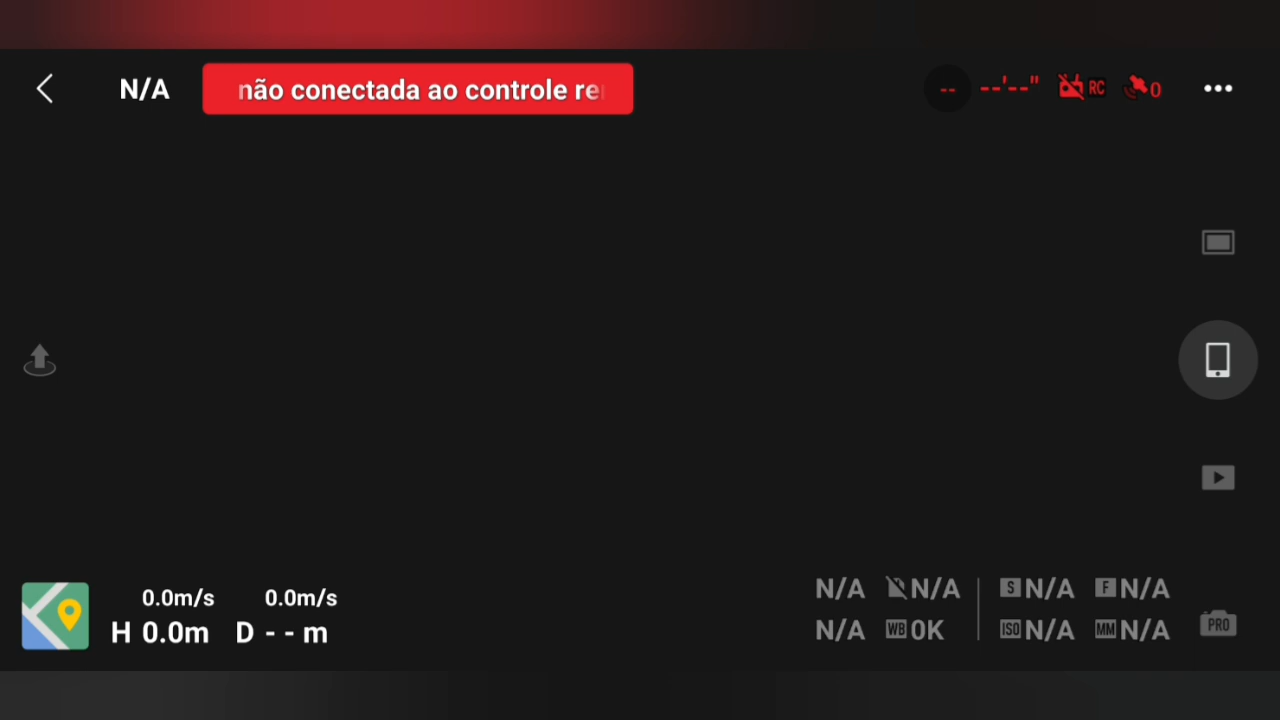 N/A não conectada ao controle re
-- --'--" RC 0
0.0m/s 0.0m/s
H 0.0m D - - m
N/A N/A S N/A F N/A
N/A WB 0K ISO N/A MM N/A
PRO